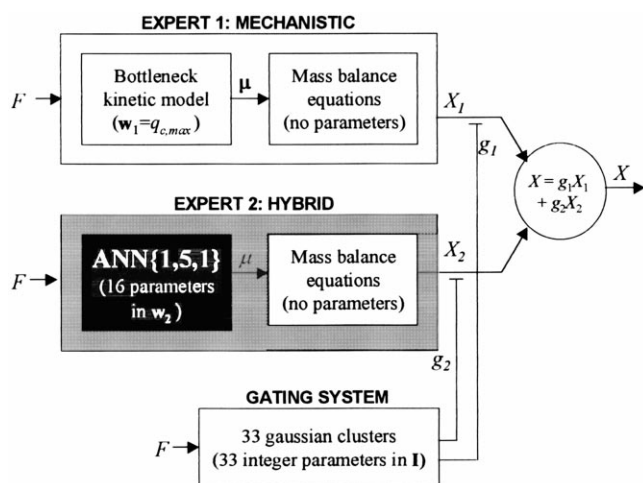 EXPERT 1: MECHANISTIC
F
Bottleneck
kinetic model
(w₁=q_c,max)
μ
Mass balance
equations
(no parameters)
X₁
g₁
X = g₁X₁
+ g₂X₂
X
EXPERT 2: HYBRID
F
ANN{1,5,1}
(16 parameters
in w₂)
μ
Mass balance
equations
(no parameters)
X₂
g₂
GATING SYSTEM
F
33 gaussian clusters
(33 integer parameters in I)